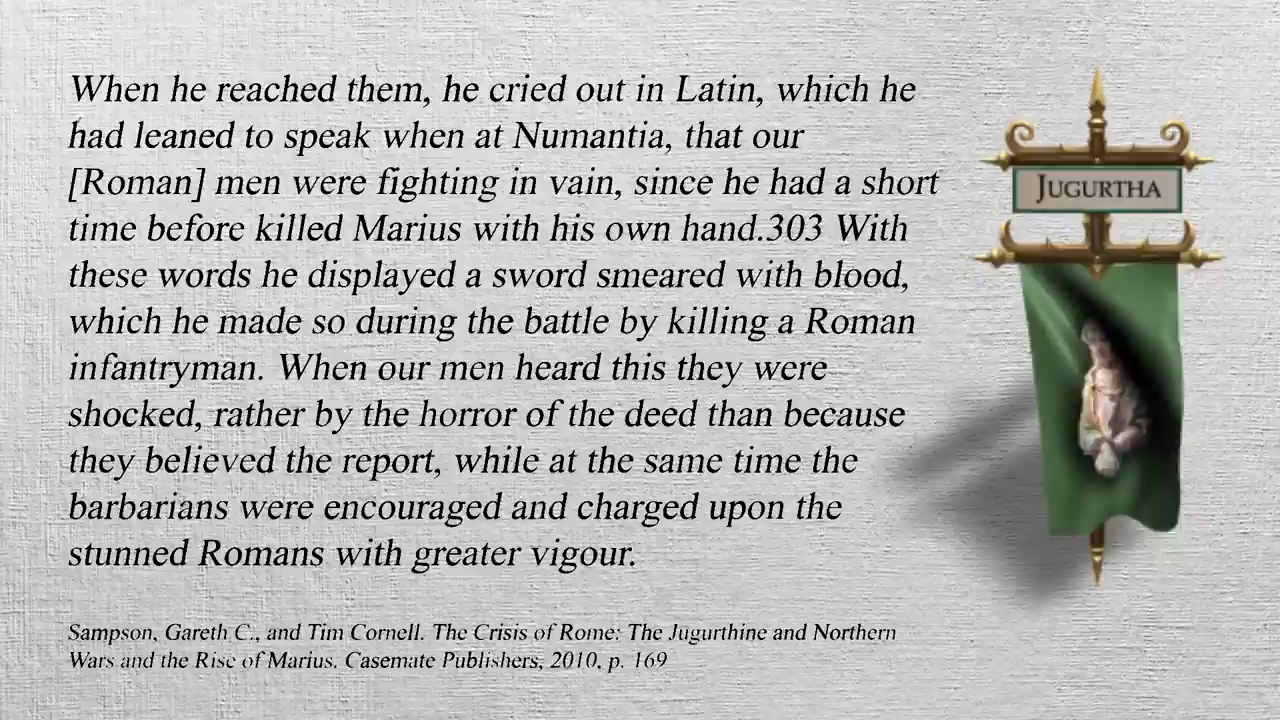 When he reached them, he cried out in Latin, which he
had leaned to speak when at Numantia, that our
[Roman] men were fighting in vain, since he had a short
time before killed Marius with his own hand.303 With
these words he displayed a sword smeared with blood,
which he made so during the battle by killing a Roman
infantryman. When our men heard this they were
shocked, rather by the horror of the deed than because
they believed the report, while at the same time the
barbarians were encouraged and charged upon the
stunned Romans with greater vigour.
Sampson, Gareth C., and Tim Cornell. The Crisis of Rome: The Jugurthine and Northern
Wars and the Rise of Marius. Casemate Publishers, 2010, p. 169
JUGURTHA